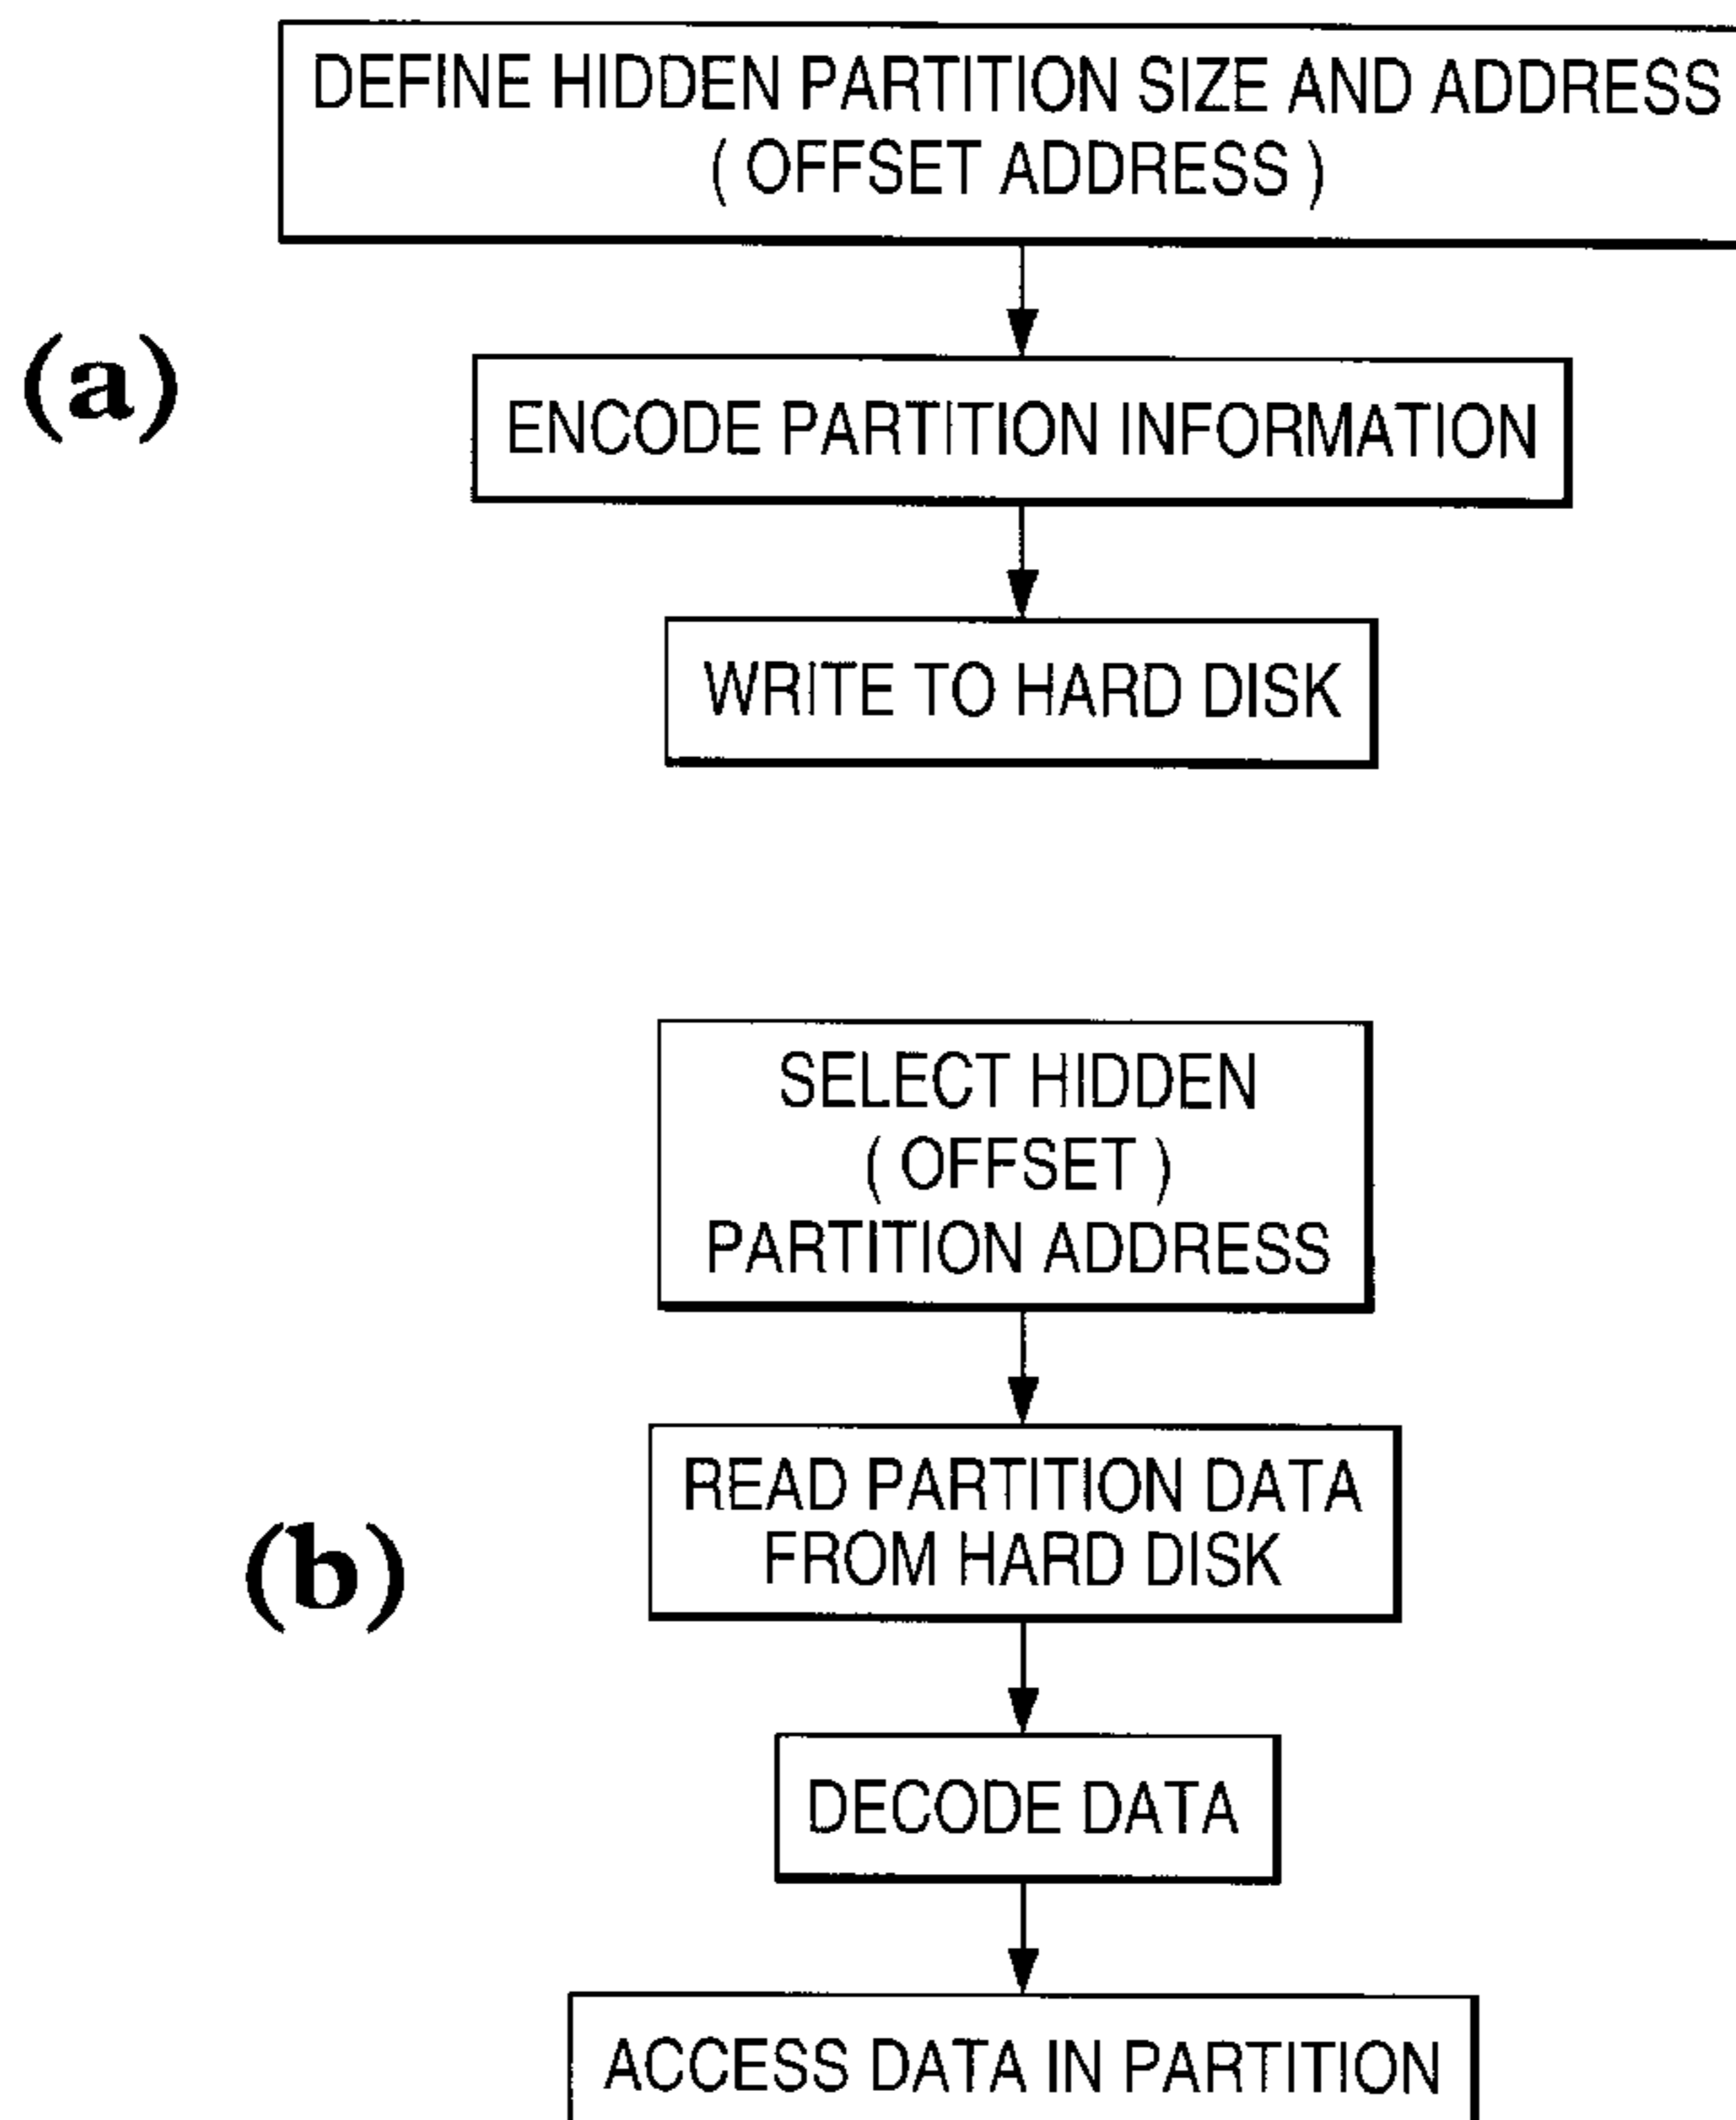 DEFINE HIDDEN PARTITION SIZE AND ADDRESS
( OFFSET ADDRESS )
(a)
ENCODE PARTITION INFORMATION
WRITE TO HARD DISK
SELECT HIDDEN
( OFFSET )
PARTITION ADDRESS
READ PARTITION DATA
FROM HARD DISK
(b)
DECODE DATA
ACCESS DATA IN PARTITION